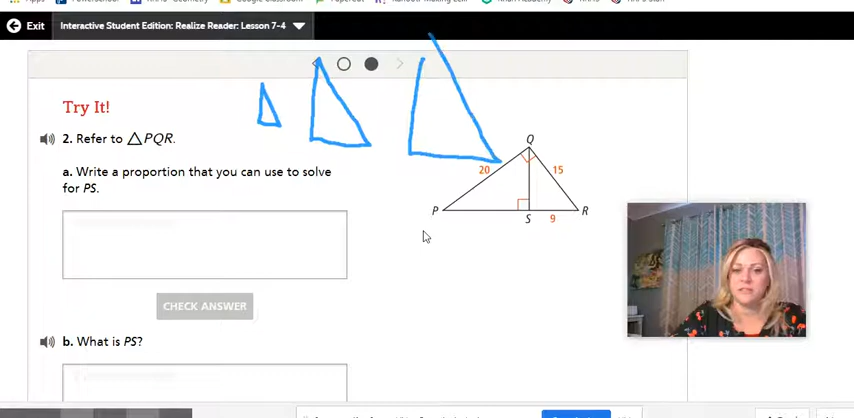 Exit
Interactive Student Edition: Realize Reader: Lesson 7-4
Try It!
2. Refer to △PQR.
a. Write a proportion that you can use to solve
for PS.
CHECK ANSWER
b. What is PS?
Q
20
15
P
R
S
9